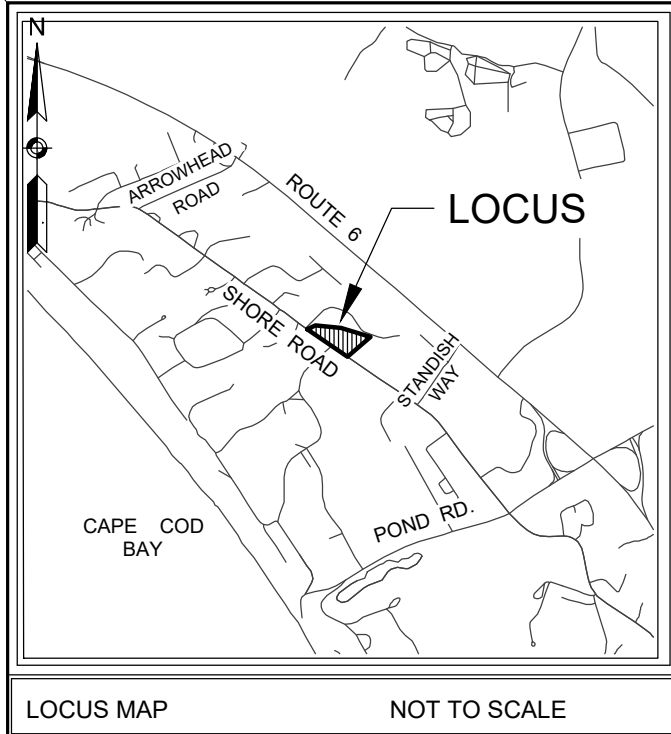 N
ARROWHEAD
ROAD
ROUTE 6
LOCUS
SHORE ROAD
STANDISH
WAY
CAPE COD
BAY
POND RD.
LOCUS MAP NOT TO SCALE